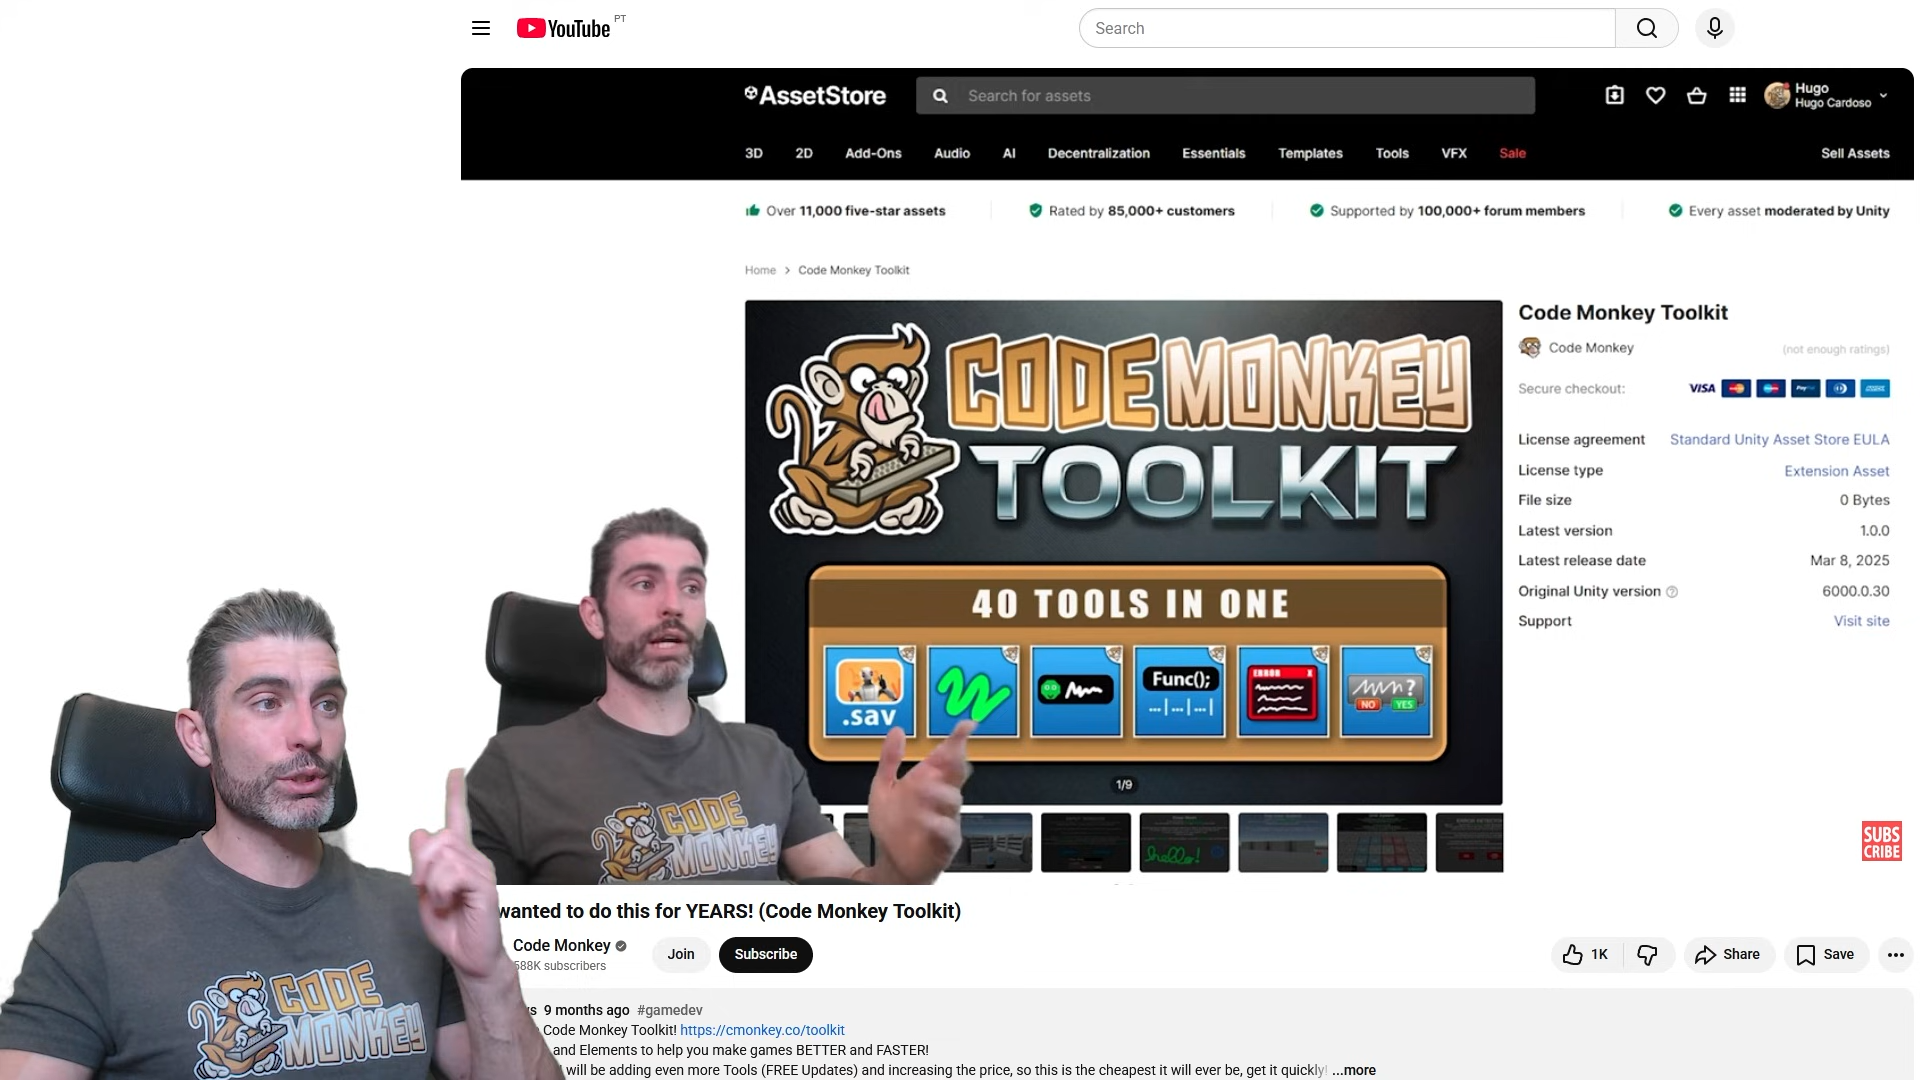 YouTube PT
Search
AssetStore
Search for assets
Hugo
Hugo Cardoso
3D 2D Add-Ons Audio AI Decentralization Essentials Templates Tools VFX Sale Sell Assets
Over 11,000 five-star assets Rated by 85,000+ customers Supported by 100,000+ forum members Every asset moderated by Unity
Home > Code Monkey Toolkit
CODE MONKEY
TOOLKIT
40 TOOLS IN ONE
.sav
Func();
ERROR X
?
NO YES
1/9
hello!
Code Monkey Toolkit
Code Monkey (not enough ratings)
Secure checkout: VISA PayPal
License agreement Standard Unity Asset Store EULA
License type Extension Asset
File size 0 Bytes
Latest version 1.0.0
Latest release date Mar 8, 2025
Original Unity version 6000.0.30
Support Visit site
SUBS
CRIBE
CODE
MONKEY
wanted to do this for YEARS! (Code Monkey Toolkit)
Code Monkey
588K subscribers
Join Subscribe 1K Share Save
CODE
MONKEY
9 months ago #gamedev
Code Monkey Toolkit! https://cmonkey.co/toolkit
and Elements to help you make games BETTER and FASTER!
will be adding even more Tools (FREE Updates) and increasing the price, so this is the cheapest it will ever be, get it quickly! ...more